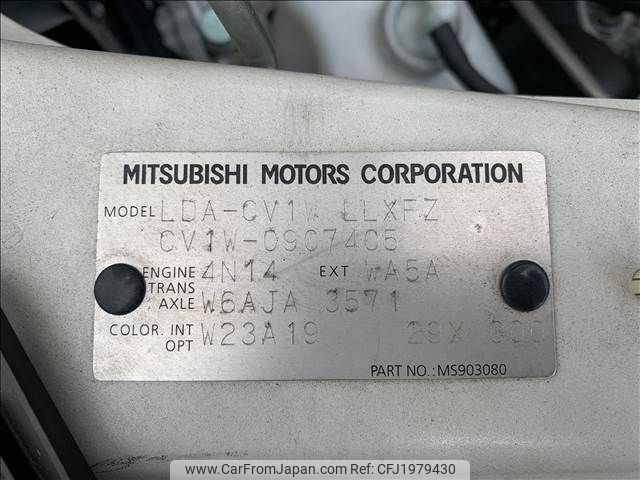 MITSUBISHI MOTORS CORPORATION
MODEL LDA-CV1W LLXFZ
CV1W-0907405
ENGINE 4N14 EXT WA5A
TRANS AXLE W6AJA 3571
COLOR. INT OPT W23A19 29X
PART NO.: MS903080
www.CarFromJapan.com | Ref. No: CFJ1979430